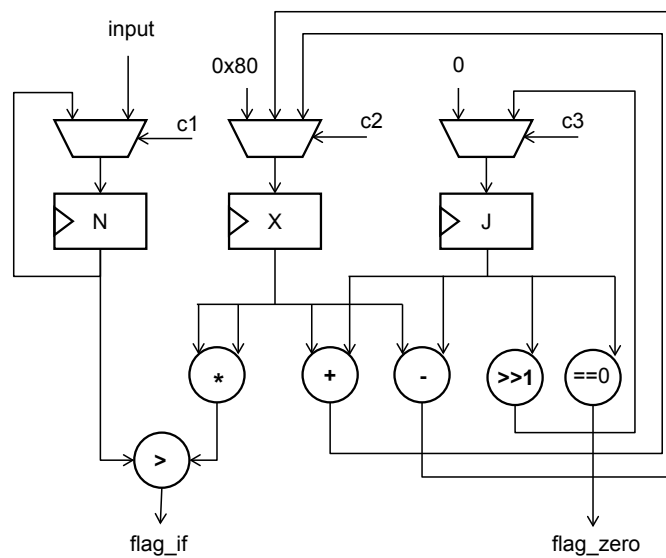 input
0x80
0
c1
c2
c3
N
X
J
*
+
-
>>1
==0
>
flag_if
flag_zero